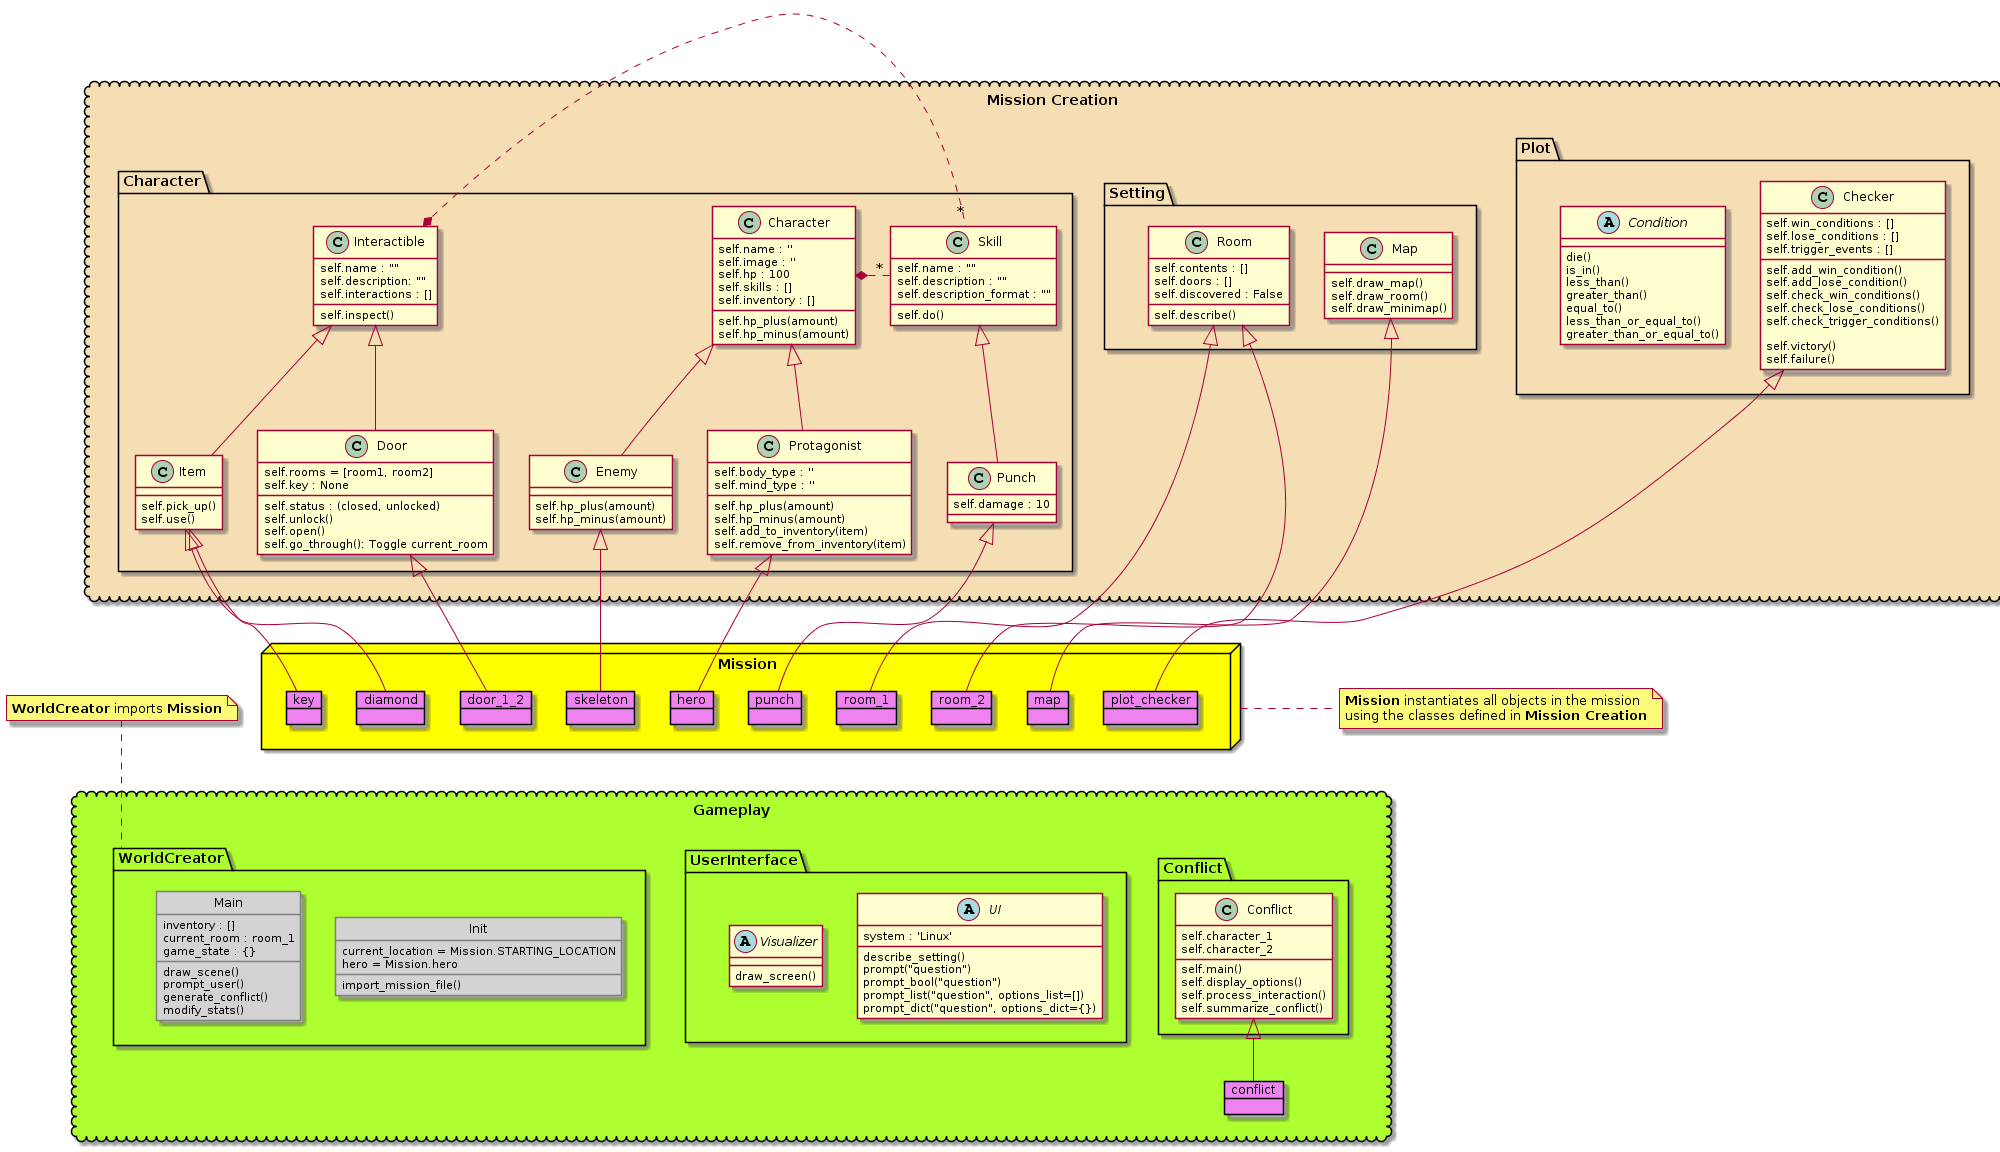 Mission Creation
Character
C Interactible
self.name : ""
self.description: ""
self.interactions : []
self.inspect()
C Character
self.name : ''
self.image : ''
self.hp : 100
self.skills : []
self.inventory : []
self.hp_plus(amount)
self.hp_minus(amount)
*
*
C Skill
self.name : ""
self.description : ""
self.description_format : ""
self.do()
C Item
self.pick_up()
self.use()
C Door
self.rooms = [room1, room2]
self.key : None
self.status : (closed, unlocked)
self.unlock()
self.open()
self.go_through(): Toggle current_room
C Enemy
self.hp_plus(amount)
self.hp_minus(amount)
C Protagonist
self.body_type : ''
self.mind_type : ''
self.hp_plus(amount)
self.hp_minus(amount)
self.add_to_inventory(item)
self.remove_from_inventory(item)
C Punch
self.damage : 10
Setting
C Room
self.contents : []
self.doors : []
self.discovered : False
self.describe()
C Map
self.draw_map()
self.draw_room()
self.draw_minimap()
Plot
A Condition
die()
is_in()
less_than()
greater_than()
equal_to()
less_than_or_equal_to()
greater_than_or_equal_to()
C Checker
self.win_conditions : []
self.lose_conditions : []
self.trigger_events : []
self.add_win_condition()
self.add_lose_condition()
self.check_win_conditions()
self.check_lose_conditions()
self.check_trigger_conditions()
self.victory()
self.failure()
Mission
key
diamond
door_1_2
skeleton
hero
punch
room_1
room_2
map
plot_checker
WorldCreator imports Mission
Mission instantiates all objects in the mission
using the classes defined in Mission Creation
Gameplay
WorldCreator
Main
inventory : []
current_room : room_1
game_state : {}
draw_scene()
prompt_user()
generate_conflict()
modify_stats()
Init
current_location = Mission.STARTING_LOCATION
hero = Mission.hero
import_mission_file()
UserInterface
A Visualizer
draw_screen()
A UI
system : 'Linux'
describe_setting()
prompt("question")
prompt_bool("question")
prompt_list("question", options_list=[])
prompt_dict("question", options_dict={})
Conflict
C Conflict
self.character_1
self.character_2
self.main()
self.display_options()
self.process_interaction()
self.summarize_conflict()
conflict